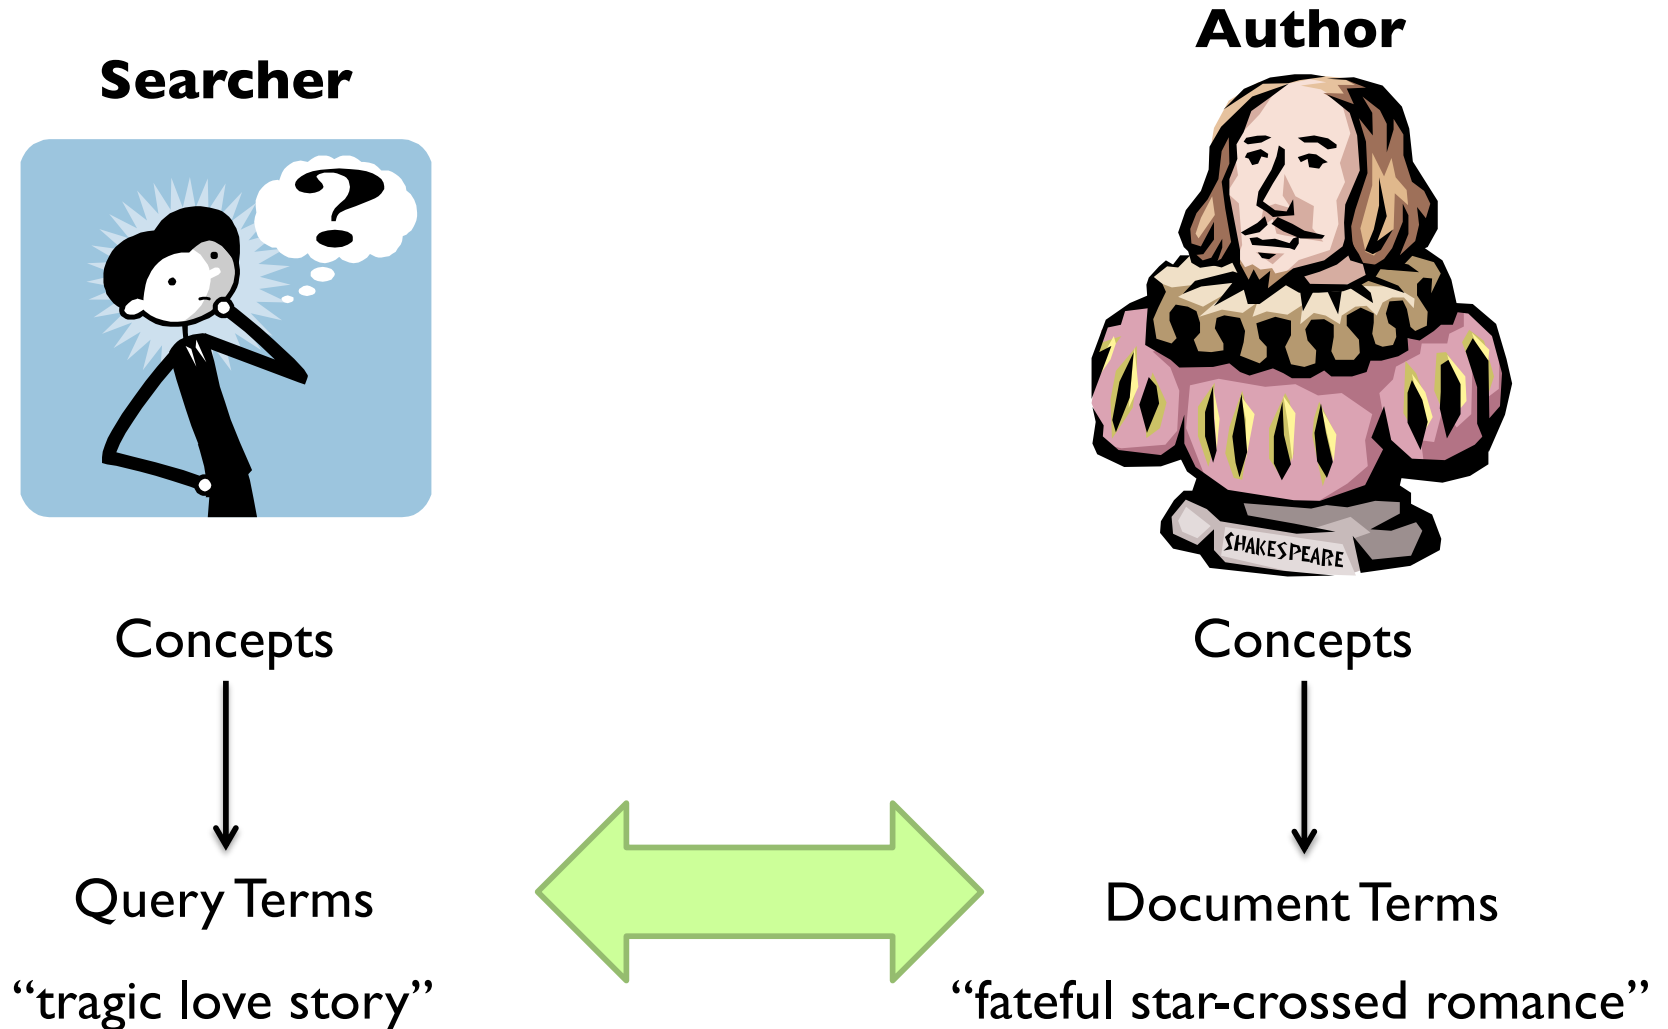 Searcher
Author
?
SHAKESPEARE
Concepts
Concepts
Query Terms
Document Terms
“tragic love story”
“fateful star-crossed romance”